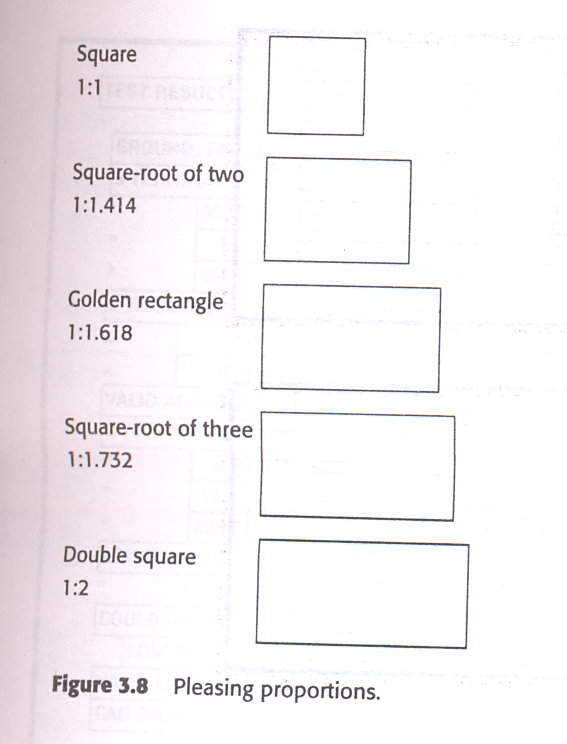 Square
1:1
Square-root of two
1:1.414
Golden rectangle
1:1.618
Square-root of three
1:1.732
Double square
1:2
Figure 3.8 Pleasing proportions.